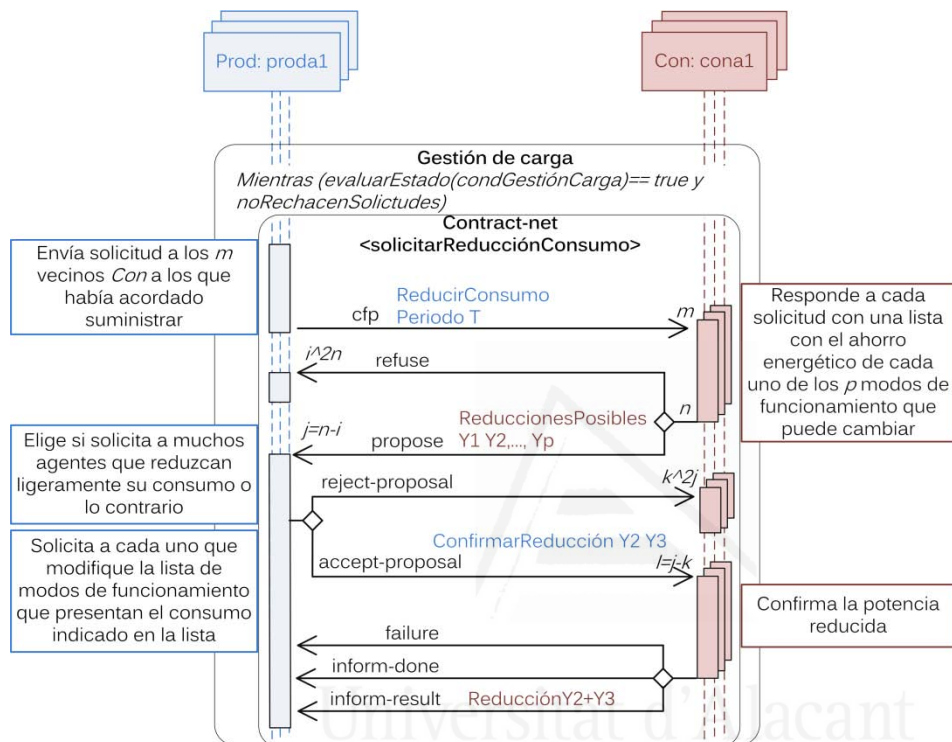 Prod: proda1
Con: cona1
Gestión de carga
Mientras (evaluarEstado(condGestiónCarga)== true y
noRechacenSolictudes)
Contract-net
<solicitarReducciónConsumo>
Envía solicitud a los m
vecinos Con a los que
había acordado
suministrar
ReducirConsumo
cfp Periodo T
m
Responde a cada
solicitud con una lista
con el ahorro
energético de cada
uno de los p modos de
funcionamiento que
puede cambiar
i^2n
refuse
n
ReduccionesPosibles
j=n-i
propose Y1 Y2,..., Yp
Elige si solicita a muchos
agentes que reduzcan
ligeramente su consumo o
lo contrario
reject-proposal
k^2j
ConfirmarReducción Y2 Y3
accept-proposal
l=j-k
Solicita a cada uno que
modifique la lista de
modos de funcionamiento
que presentan el consumo
indicado en la lista
Confirma la potencia
reducida
failure
inform-done
inform-result ReducciónY2+Y3
Universitat d'Alacant